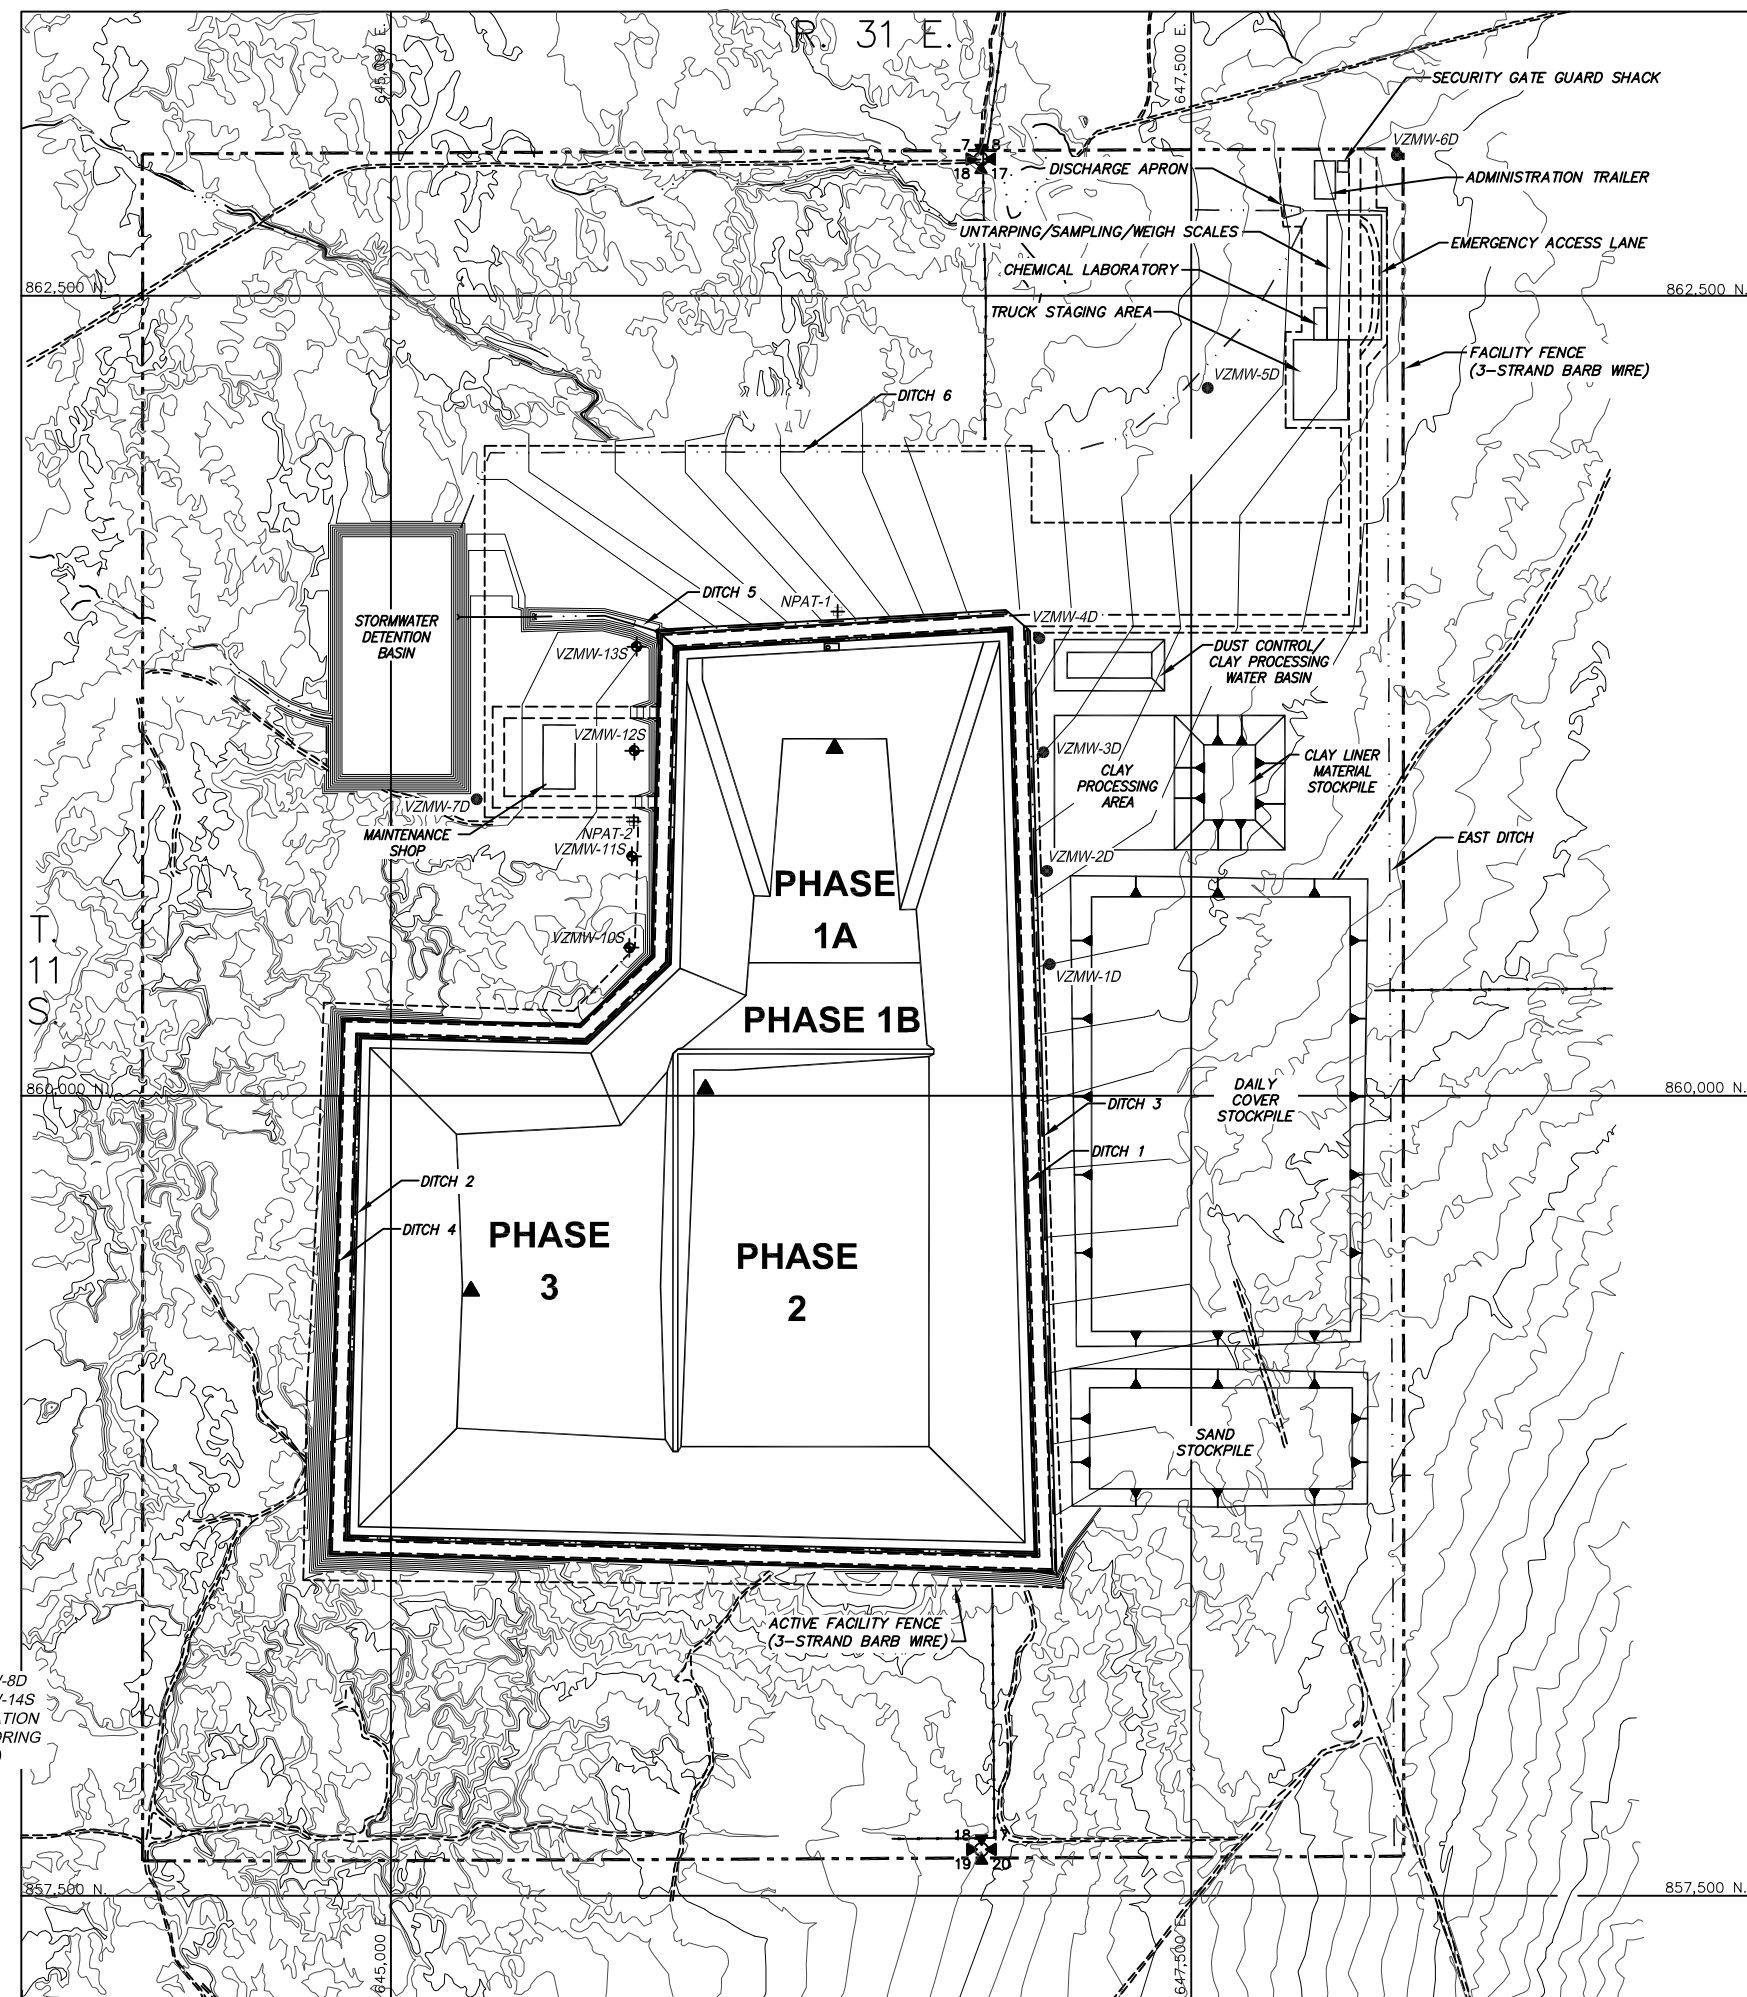 R. 31 E.
645,000 E.
647,500 E.
SECURITY GATE GUARD SHACK
VZMW-6D
7 8
18 17
DISCHARGE APRON
ADMINISTRATION TRAILER
UNTARPING/SAMPLING/WEIGH SCALES
EMERGENCY ACCESS LANE
CHEMICAL LABORATORY
862,500 N.
862,500 N.
TRUCK STAGING AREA
FACILITY FENCE
(3-STRAND BARB WIRE)
VZMW-5D
DITCH 6
DITCH 5
NPAT-1
VZMW-4D
STORMWATER
DETENTION
BASIN
VZMW-13S
DUST CONTROL/
CLAY PROCESSING
WATER BASIN
VZMW-12S
VZMW-3D
CLAY
PROCESSING
AREA
CLAY LINER
MATERIAL
STOCKPILE
VZMW-7D
MAINTENANCE
SHOP
NPAT-2
VZMW-11S
EAST DITCH
VZMW-2D
PHASE
1A
VZMW-10S
VZMW-1D
T.
11
S.
PHASE 1B
860,000 N.
860,000 N.
DAILY
COVER
STOCKPILE
DITCH 3
DITCH 1
DITCH 2
DITCH 4
PHASE
3
PHASE
2
SAND
STOCKPILE
ACTIVE FACILITY FENCE
(3-STRAND BARB WIRE)
-8D
-14S
ATION
ORING
)
18 17
19 20
857,500 N.
857,500 N.
645,000 E.
647,500 E.